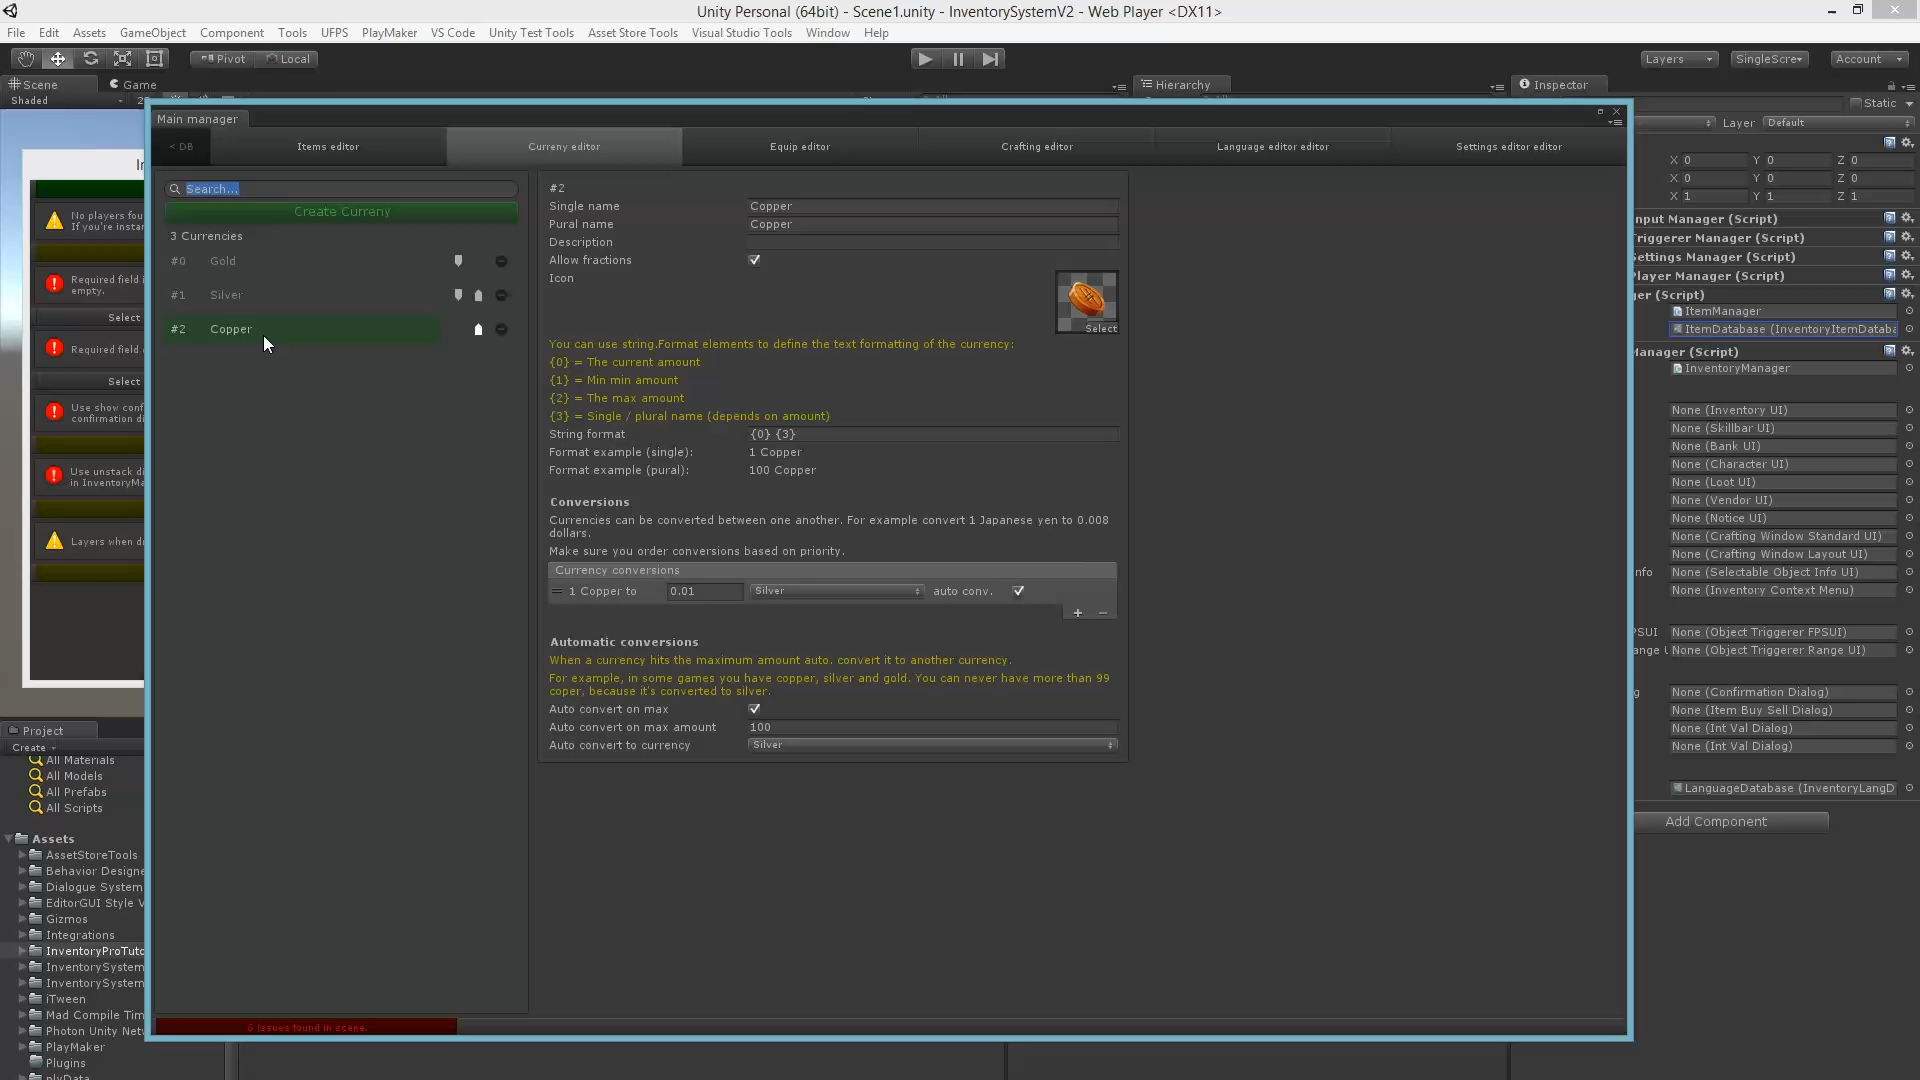 Unity Personal (64bit) - Scene1.unity - InventorySystemV2 - Web Player <DX11>
File Edit Assets GameObject Component Tools UFPS PlayMaker VS Code Unity Test Tools Asset Store Tools Visual Studio Tools Window Help
Pivot Local Layers SingleScre Account
Scene Game Hierarchy Inspector
Shaded Static
Main manager
Layer Default
< DB Items editor Curreny editor Equip editor Crafting editor Language editor editor Settings editor editor
X 0 Y 0 Z 0
X 0 Y 0 Z 0
X 1 Y 1 Z 1
Search...
Create Curreny
3 Currencies
#0 Gold
#1 Silver
#2 Copper
#2
Single name Copper
Pural name Copper
Description
Allow fractions
Icon
Select
You can use string.Format elements to define the text formatting of the currency:
{0} = The current amount
{1} = Min min amount
{2} = The max amount
{3} = Single / plural name (depends on amount)
String format {0} {3}
Format example (single): 1 Copper
Format example (pural): 100 Copper
Conversions
Currencies can be converted between one another. For example convert 1 Japanese yen to 0.008
dollars.
Make sure you order conversions based on priority.
Currency conversions
1 Copper to 0.01 Silver auto conv.
+ −
Automatic conversions
When a currency hits the maximum amount auto. convert it to another currency.
For example, in some games you have copper, silver and gold. You can never have more than 99
coper, because it's converted to silver.
Auto convert on max
Auto convert on max amount 100
Auto convert to currency Silver
6 issues found in scene.
No players fou
If you're instar
Required field i
empty.
Select
Required field
Select
Use show conf
confirmation di
Use unstack di
in InventoryMa
Layers when dr
Project
Create
All Materials
All Models
All Prefabs
All Scripts
Assets
AssetStoreTools
Behavior Designe
Dialogue System
EditorGUI Style V
Gizmos
Integrations
InventoryProTuto
InventorySystem
InventorySystem
iTween
Mad Compile Tim
Photon Unity Netw
PlayMaker
Plugins
plyData
nput Manager (Script)
riggerer Manager (Script)
ettings Manager (Script)
layer Manager (Script)
ger (Script)
ItemManager
ItemDatabase (InventoryItemDataba
Manager (Script)
InventoryManager
None (Inventory UI)
None (Skillbar UI)
None (Bank UI)
None (Character UI)
None (Loot UI)
None (Vendor UI)
None (Notice UI)
None (Crafting Window Standard UI)
None (Crafting Window Layout UI)
nfo None (Selectable Object Info UI)
None (Inventory Context Menu)
PSUI None (Object Triggerer FPSUI)
ange U None (Object Triggerer Range UI)
g None (Confirmation Dialog)
None (Item Buy Sell Dialog)
None (Int Val Dialog)
None (Int Val Dialog)
LanguageDatabase (InventoryLangD
Add Component